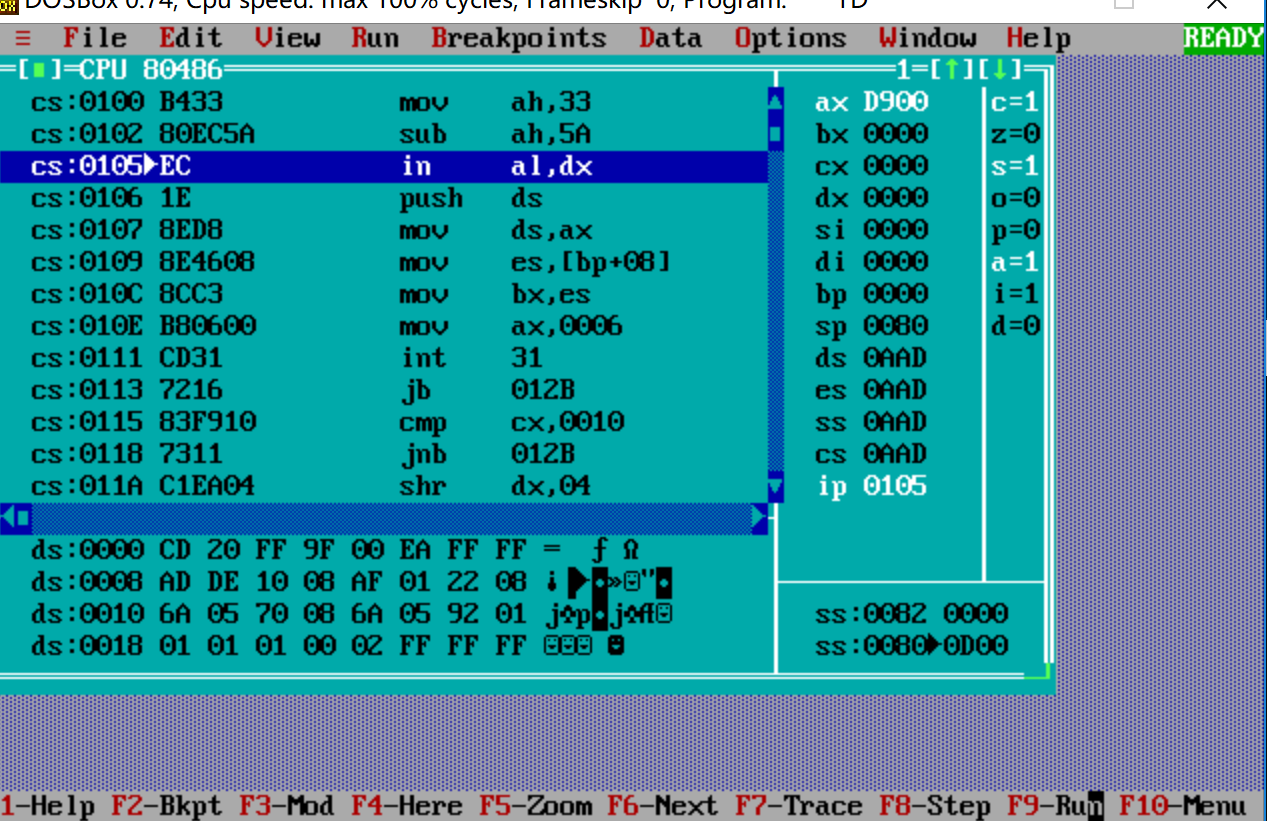 DOSBox 0.74, Cpu speed: max 100% cycles, Frameskip 0, Program: TD
≡ File Edit View Run Breakpoints Data Options Window Help READY
=[■]=CPU 80486 1=[↑][↓]=
cs:0100 B433 mov ah,33 ax D900 c=1
cs:0102 80EC5A sub ah,5A bx 0000 z=0
cs:0105►EC in al,dx cx 0000 s=1
cs:0106 1E push ds dx 0000 o=0
cs:0107 8ED8 mov ds,ax si 0000 p=0
cs:0109 8E4608 mov es,[bp+08] di 0000 a=1
cs:010C 8CC3 mov bx,es bp 0000 i=1
cs:010E B80600 mov ax,0006 sp 0080 d=0
cs:0111 CD31 int 31 ds 0AAD
cs:0113 7216 jb 012B es 0AAD
cs:0115 83F910 cmp cx,0010 ss 0AAD
cs:0118 7311 jnb 012B cs 0AAD
cs:011A C1EA04 shr dx,04 ip 0105
ds:0000 CD 20 FF 9F 00 EA FF FF = ƒ Ω
ds:0008 AD DE 10 08 AF 01 22 08 ¡▐►◘»☺"◘
ds:0010 6A 05 70 08 6A 05 92 01 j♣p◘j♣Æ☺ ss:0082 0000
ds:0018 01 01 01 00 02 FF FF FF ☺☺☺ ☻ ss:0080►0D00
1-Help F2-Bkpt F3-Mod F4-Here F5-Zoom F6-Next F7-Trace F8-Step F9-Run F10-Menu